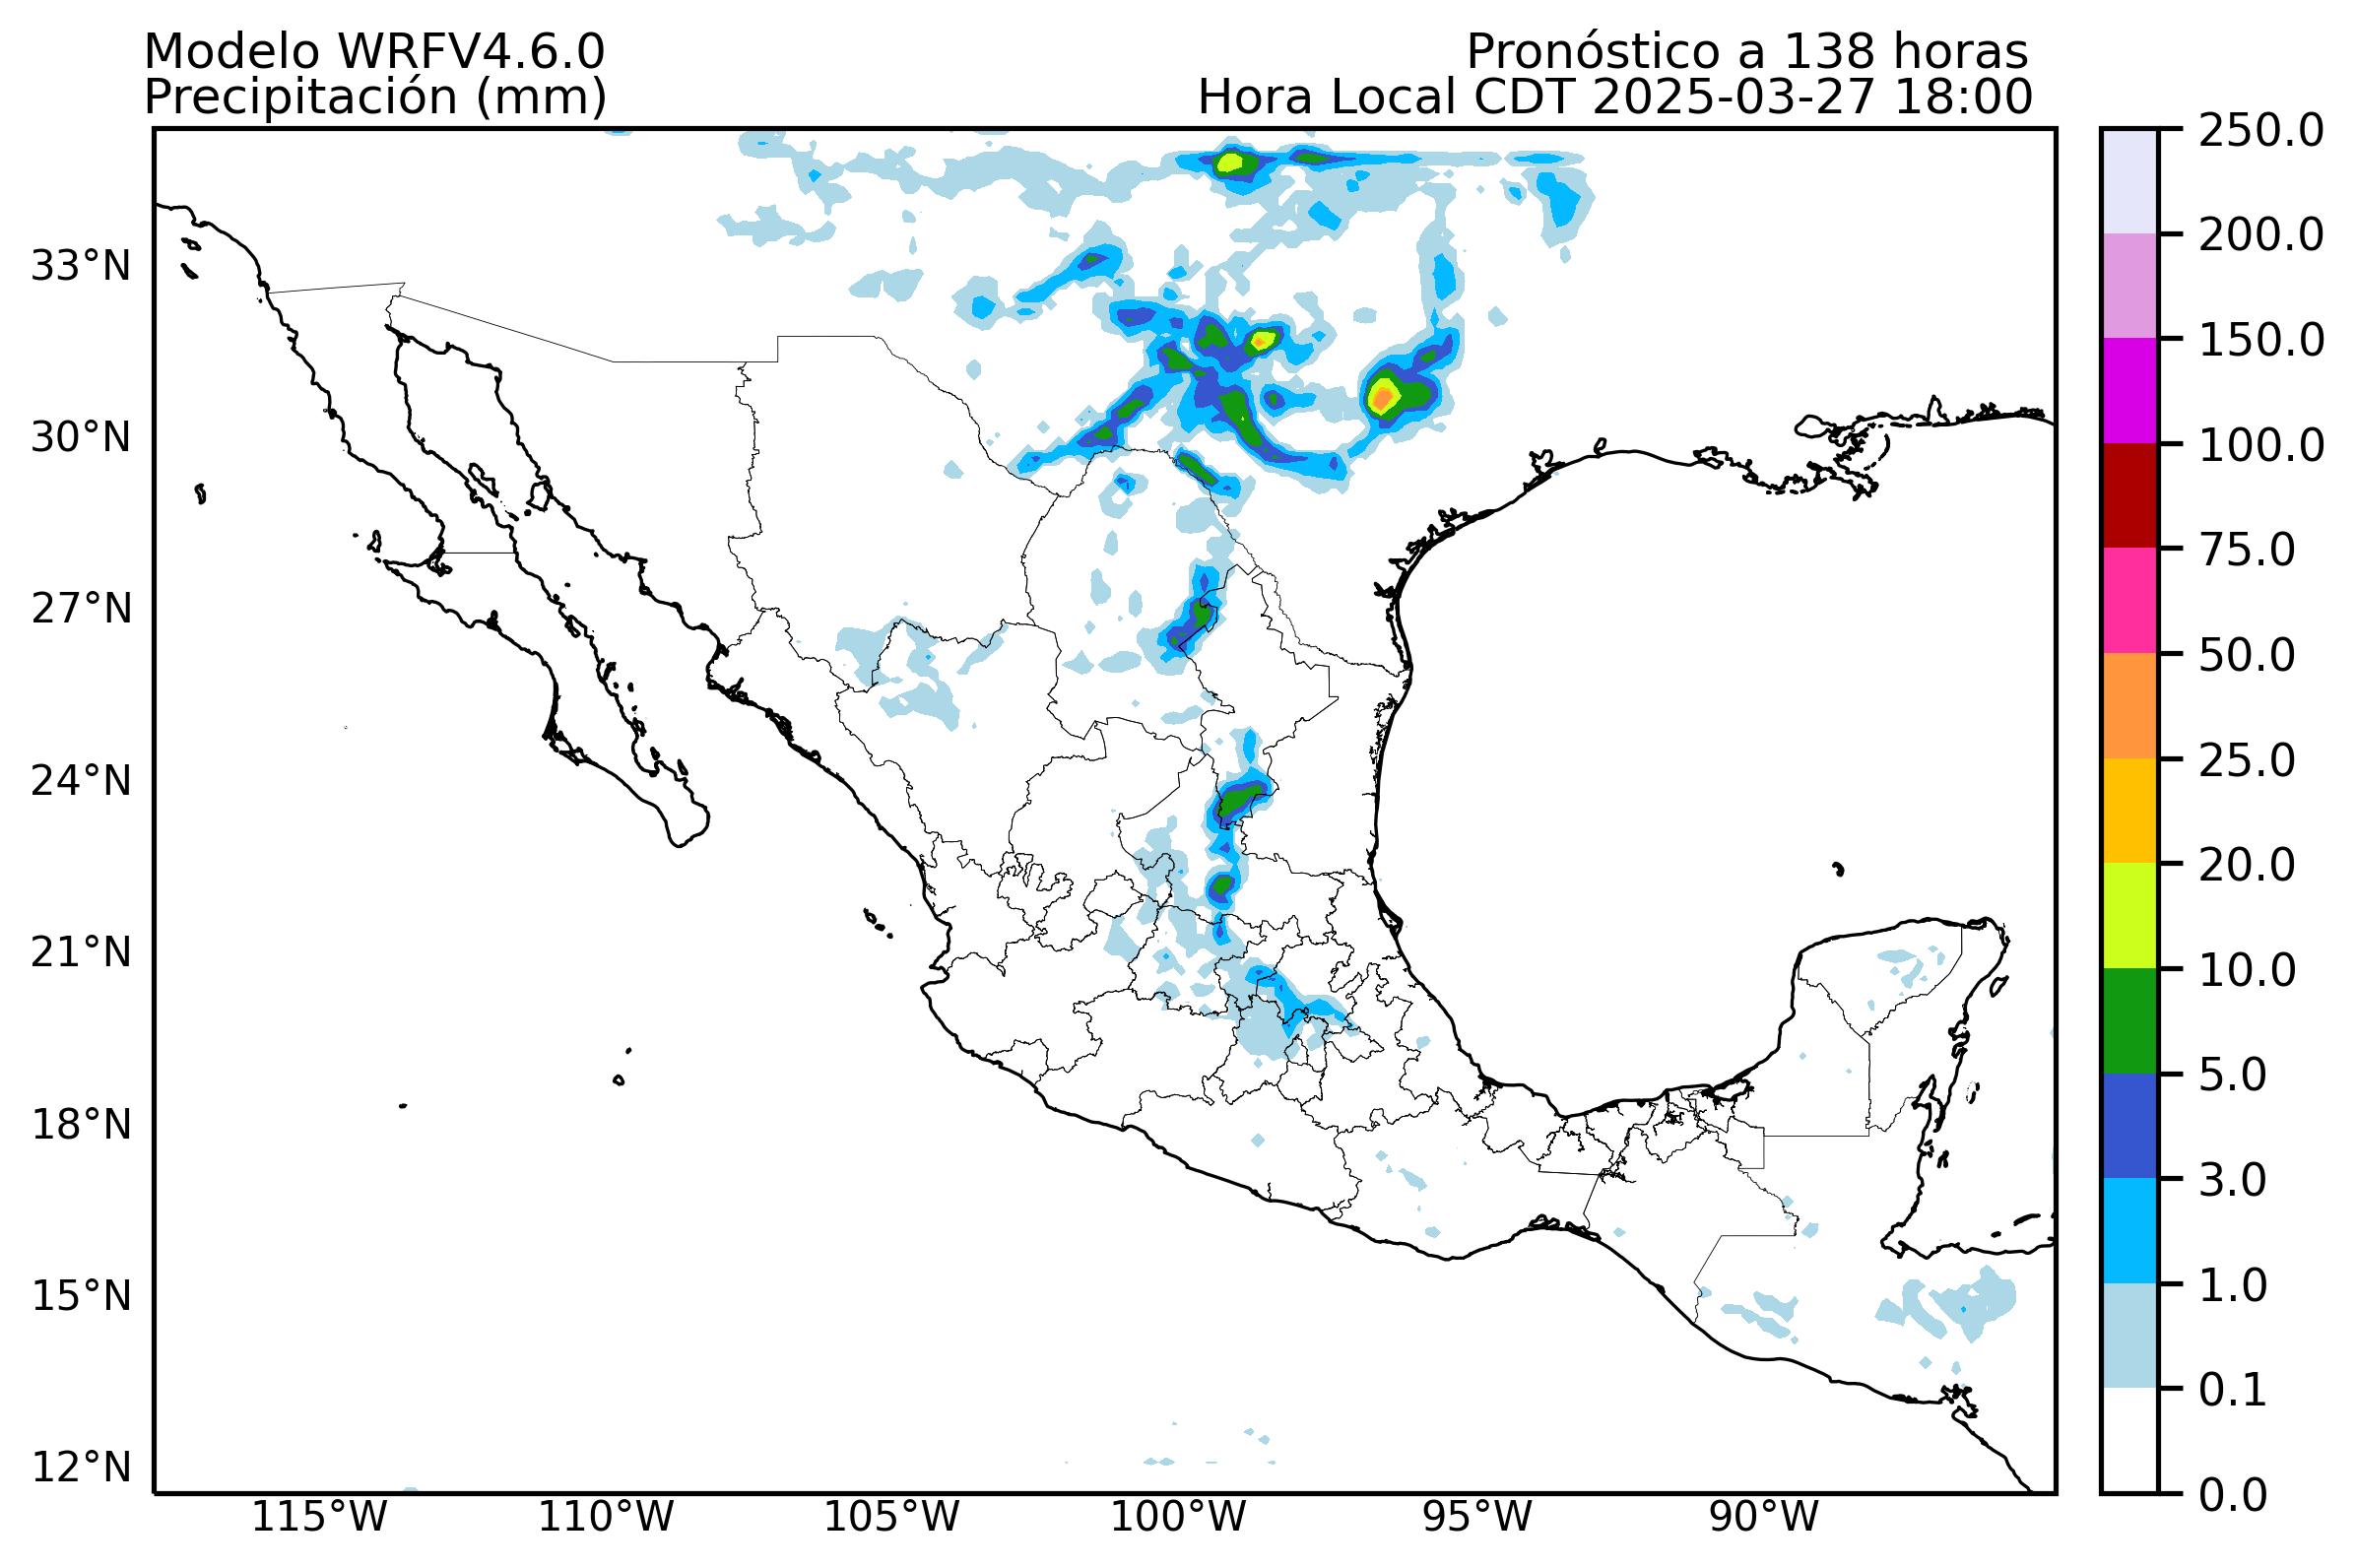 Modelo WRFV4.6.0
Pronóstico a 138 horas
Precipitación (mm)
Hora Local CDT 2025-03-27 18:00
33°N
30°N
27°N
24°N
21°N
18°N
15°N
12°N
115°W
110°W
105°W
100°W
95°W
90°W
250.0
200.0
150.0
100.0
75.0
50.0
25.0
20.0
10.0
5.0
3.0
1.0
0.1
0.0